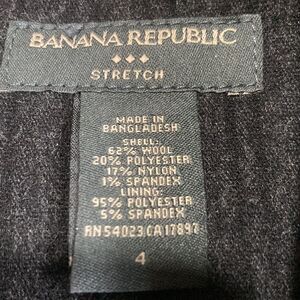 BANANA REPUBLIC
STRETCH
MADE IN
BANGLADESH
SHELL:
62% WOOL
20% POLYESTER
17% NYLON
1% SPANDEX
LINING:
95% POLYESTER
5% SPANDEX
RN54023,CA17897
4